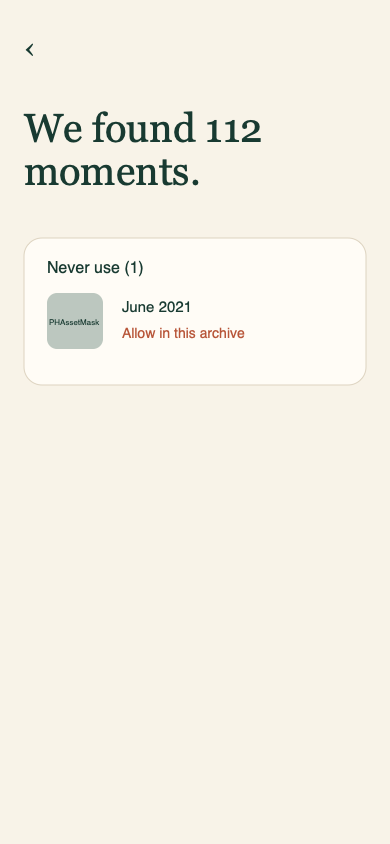 We found 112
moments.
Never use (1)
PHAssetMask
June 2021
Allow in this archive